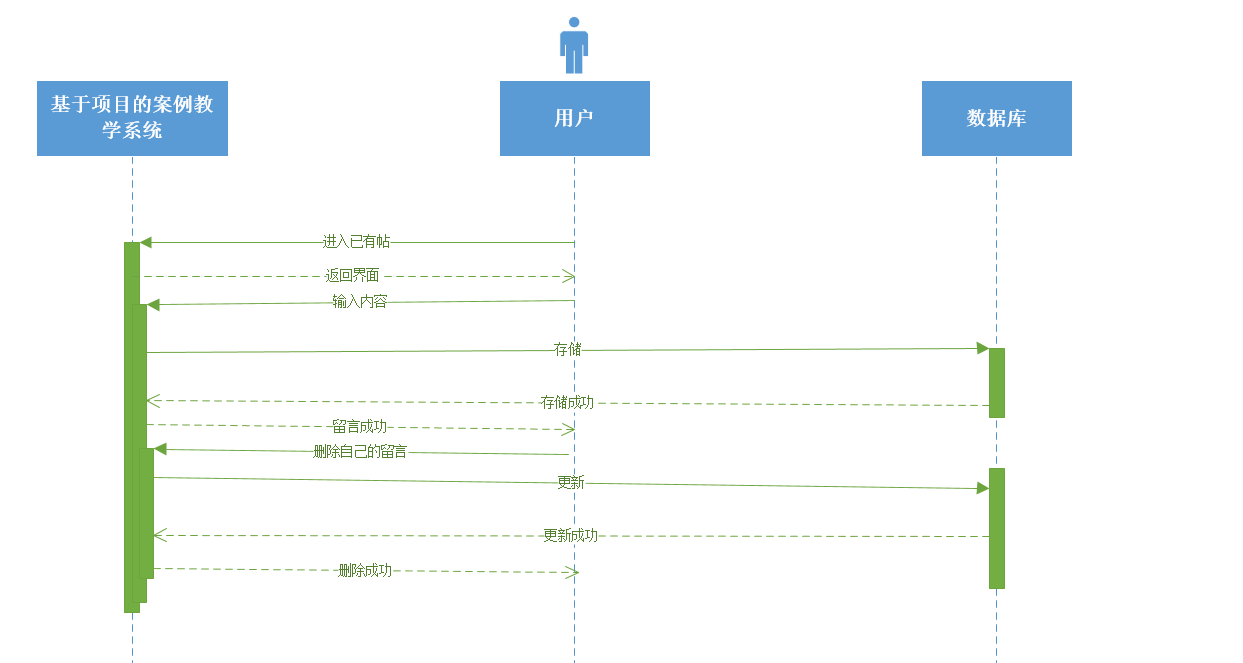 基于项目的案例教
学系统
用户
数据库
进入已有帖
返回界面
输入内容
存储
存储成功
留言成功
删除自己的留言
更新
更新成功
删除成功